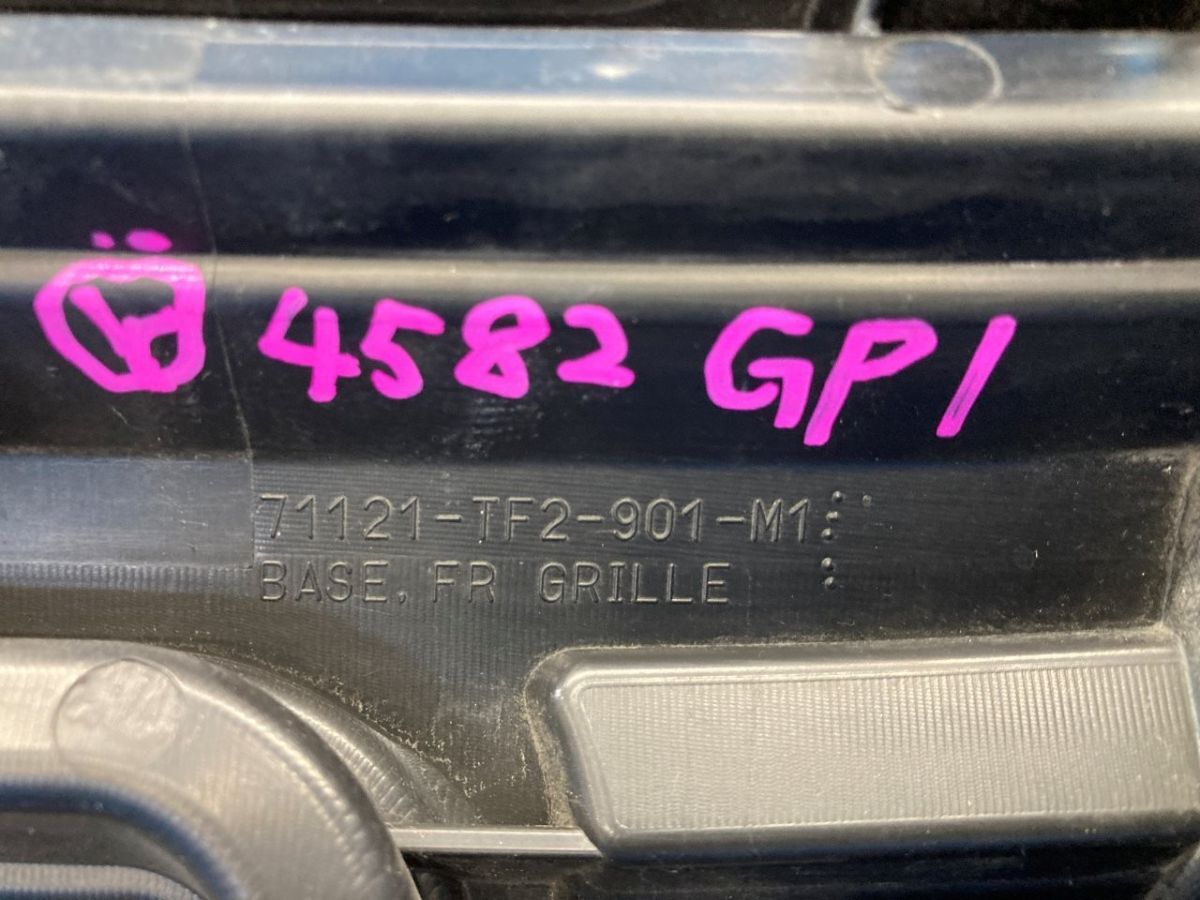 4582 GP1
71121-TF2-901-M1
BASE, FR GRILLE